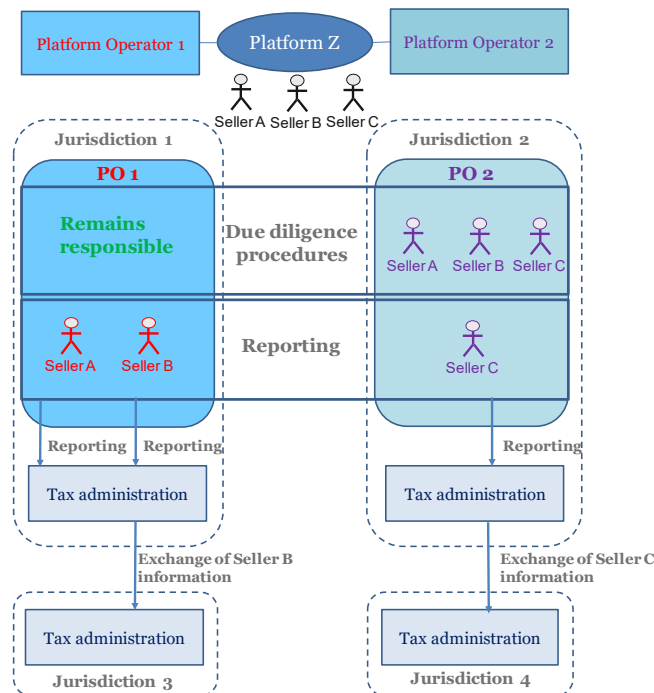 Platform Operator 1
Platform Z
Platform Operator 2
Seller A
Seller B
Seller C
Jurisdiction 1
Jurisdiction 2
PO 1
PO 2
Remains
responsible
Due diligence
procedures
Seller A
Seller B
Seller C
Seller A
Seller B
Reporting
Seller C
Reporting
Reporting
Reporting
Tax administration
Tax administration
Exchange of Seller B
information
Exchange of Seller C
information
Tax administration
Tax administration
Jurisdiction 3
Jurisdiction 4